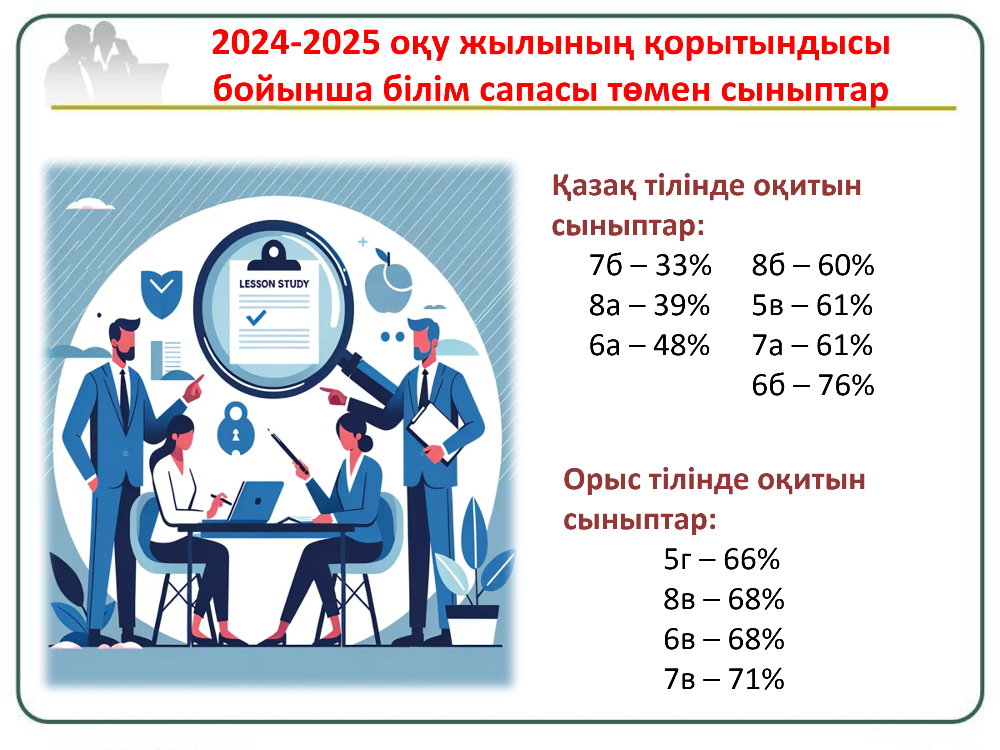 2024-2025 оқу жылының қорытындысы
бойынша білім сапасы төмен сыныптар
LESSON STUDY
Қазақ тілінде оқитын
сыныптар:
7б – 33% 8б – 60%
8а – 39% 5в – 61%
6а – 48% 7а – 61%
6б – 76%
Орыс тілінде оқитын
сыныптар:
5г – 66%
8в – 68%
6в – 68%
7в – 71%